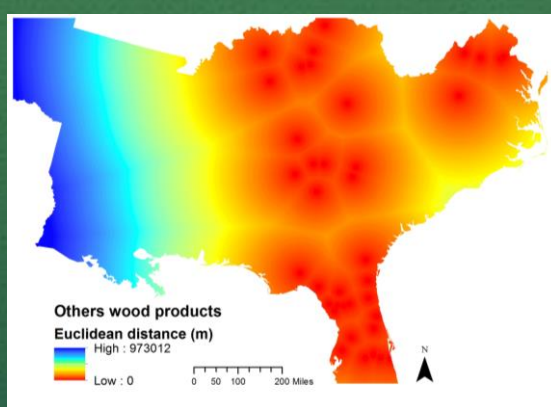 Others wood products
Euclidean distance (m)
High : 973012
Low : 0
0 50 100 200 Miles
N